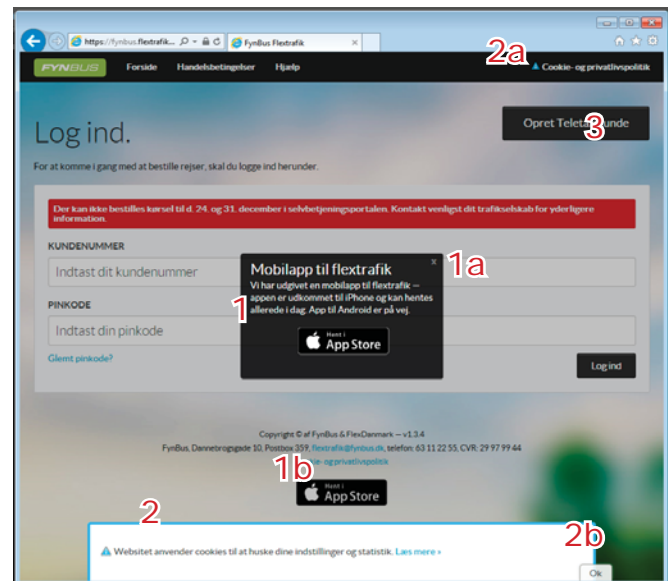 https://fynbus.flextrafik...
FynBus Flextrafik
2a
FYNBUS Forside Handelsbetingelser Hjælp Cookie- og privatlivspolitik
Opret Teletaxikunde
3
Log ind.
For at komme i gang med at bestille rejser, skal du logge ind herunder.
Der kan ikke bestilles kørsel til d. 24. og 31. december i selvbetjeningsportalen. Kontakt venligst dit trafikselskab for yderligere
information.
KUNDENUMMER
Indtast dit kundenummer
Mobilapp til flextrafik x
1a
Vi har udgivet en mobilapp til flextrafik —
appen er udkommet til iPhone og kan hentes
allerede i dag. App til Android er på vej.
1
PINKODE
Indtast din pinkode
Hent i
App Store
Glemt pinkode?
Log ind
Copyright © af FynBus & FlexDanmark — v1.3.4
FynBus, Dannebrogsgade 10, Postbox 359, flextrafik@fynbus.dk, telefon: 63 11 22 55, CVR: 29 97 99 44
og privatlivspolitik
1b
Hent i
App Store
2
2b
Websitet anvender cookies til at huske dine indstillinger og statistik. Læs mere »
Ok